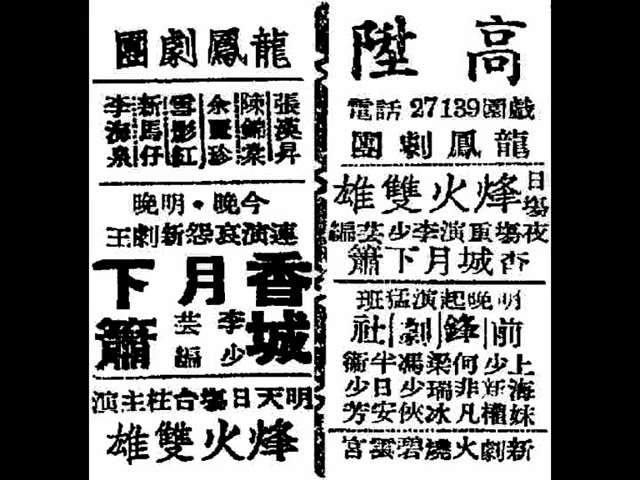 高陞
戲園電話27139
龍鳳劇團
日場
烽火雙雄
夜場重演李少芸編
香城月下簫
明晚起演猛班
前鋒劇社
上海妹
少新權
何非凡
梁瑞冰
馮少俠
半日安
衛少芳
新劇火燒碧雲宮
龍鳳劇團
張漢昇
陳錦棠
余麗珍
雪影紅
新馬仔
李海泉
今晚•明晚
連演哀怨新劇王
香城月下簫
李少芸編
明天日場台柱主演
烽火雙雄